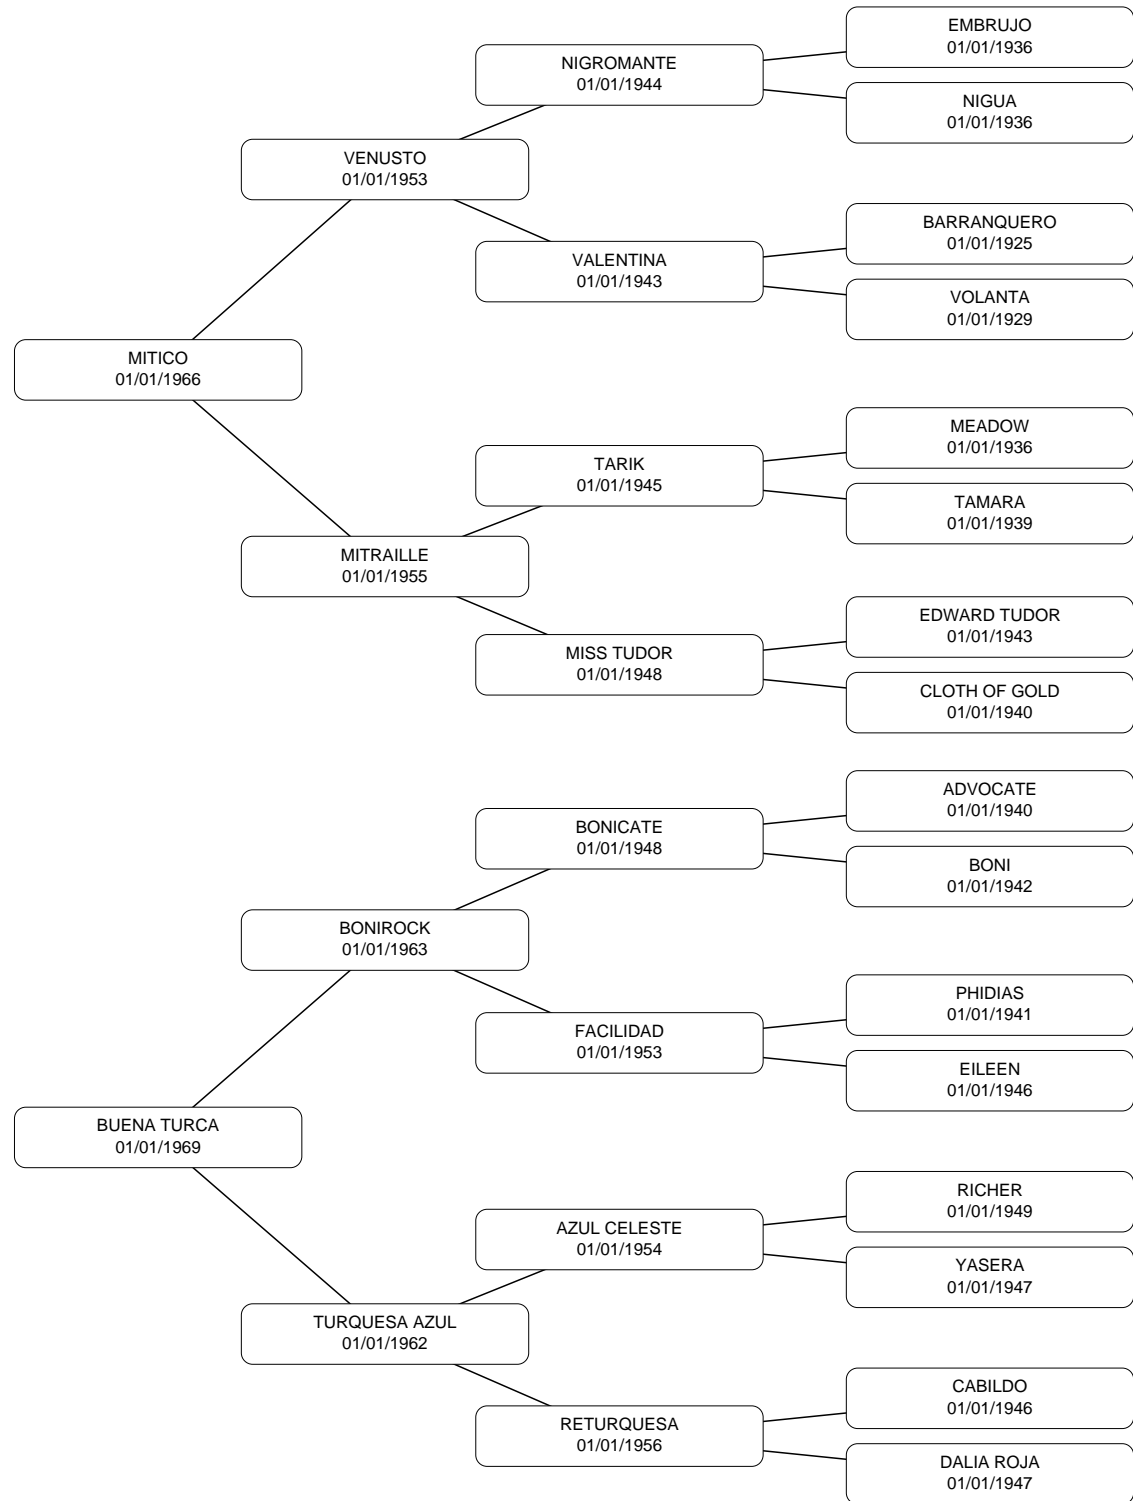 EMBRUJO
01/01/1936
NIGROMANTE
01/01/1944
NIGUA
01/01/1936
VENUSTO
01/01/1953
BARRANQUERO
01/01/1925
VALENTINA
01/01/1943
VOLANTA
01/01/1929
MITICO
01/01/1966
MEADOW
01/01/1936
TARIK
01/01/1945
TAMARA
01/01/1939
MITRAILLE
01/01/1955
EDWARD TUDOR
01/01/1943
MISS TUDOR
01/01/1948
CLOTH OF GOLD
01/01/1940
ADVOCATE
01/01/1940
BONICATE
01/01/1948
BONI
01/01/1942
BONIROCK
01/01/1963
PHIDIAS
01/01/1941
FACILIDAD
01/01/1953
EILEEN
01/01/1946
BUENA TURCA
01/01/1969
RICHER
01/01/1949
AZUL CELESTE
01/01/1954
YASERA
01/01/1947
TURQUESA AZUL
01/01/1962
CABILDO
01/01/1946
RETURQUESA
01/01/1956
DALIA ROJA
01/01/1947